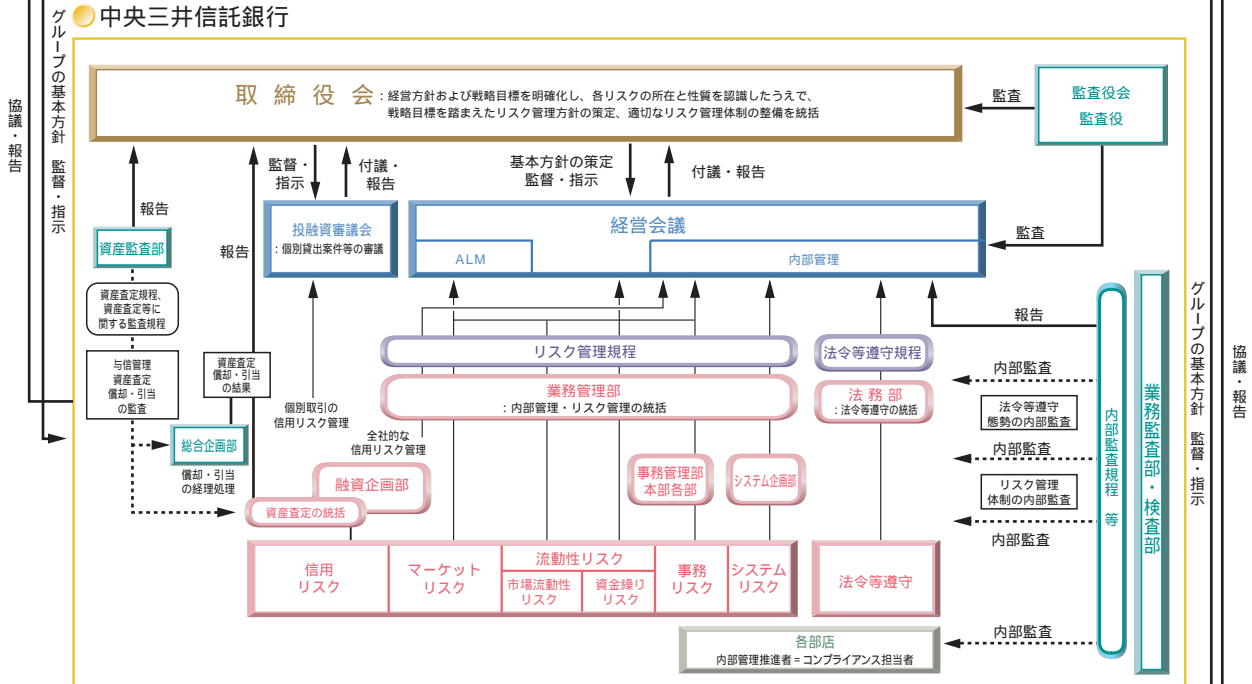 中央三井信託銀行
協議・報告
グループの基本方針 監督・指示
取締役会：経営方針および戦略目標を明確化し、各リスクの所在と性質を認識したうえで、
戦略目標を踏まえたリスク管理方針の策定、適切なリスク管理体制の整備を統括
監査
監査役会
監査役
報告
監督・
指示
付議・
報告
基本方針の策定
監督・指示
付議・報告
資産監査部
報告
投融資審議会
：個別貸出案件等の審議
経営会議
ALM
内部管理
監査
資産査定規程、
資産査定等に
関する監査規程
報告
与信管理
資産査定
償却・引当
の監査
資産査定
償却・引当
の結果
リスク管理規程
法令等遵守規程
業務管理部
：内部管理・リスク管理の統括
法務部
：法令等遵守の統括
個別取引の
信用リスク管理
全社的な
信用リスク管理
総合企画部
償却・引当
の経理処理
融資企画部
資産査定の統括
事務管理部
本部各部
システム企画部
内部監査
法令等遵守
態勢の内部監査
内部監査
リスク管理
体制の内部監査
内部監査
内部監査規程 等
業務監査部・検査部
グループの基本方針 監督・指示
協議・報告
信用
リスク
マーケット
リスク
流動性リスク
市場流動性
リスク
資金繰り
リスク
事務
リスク
システム
リスク
法令等遵守
内部監査
各部店
内部管理推進者＝コンプライアンス担当者